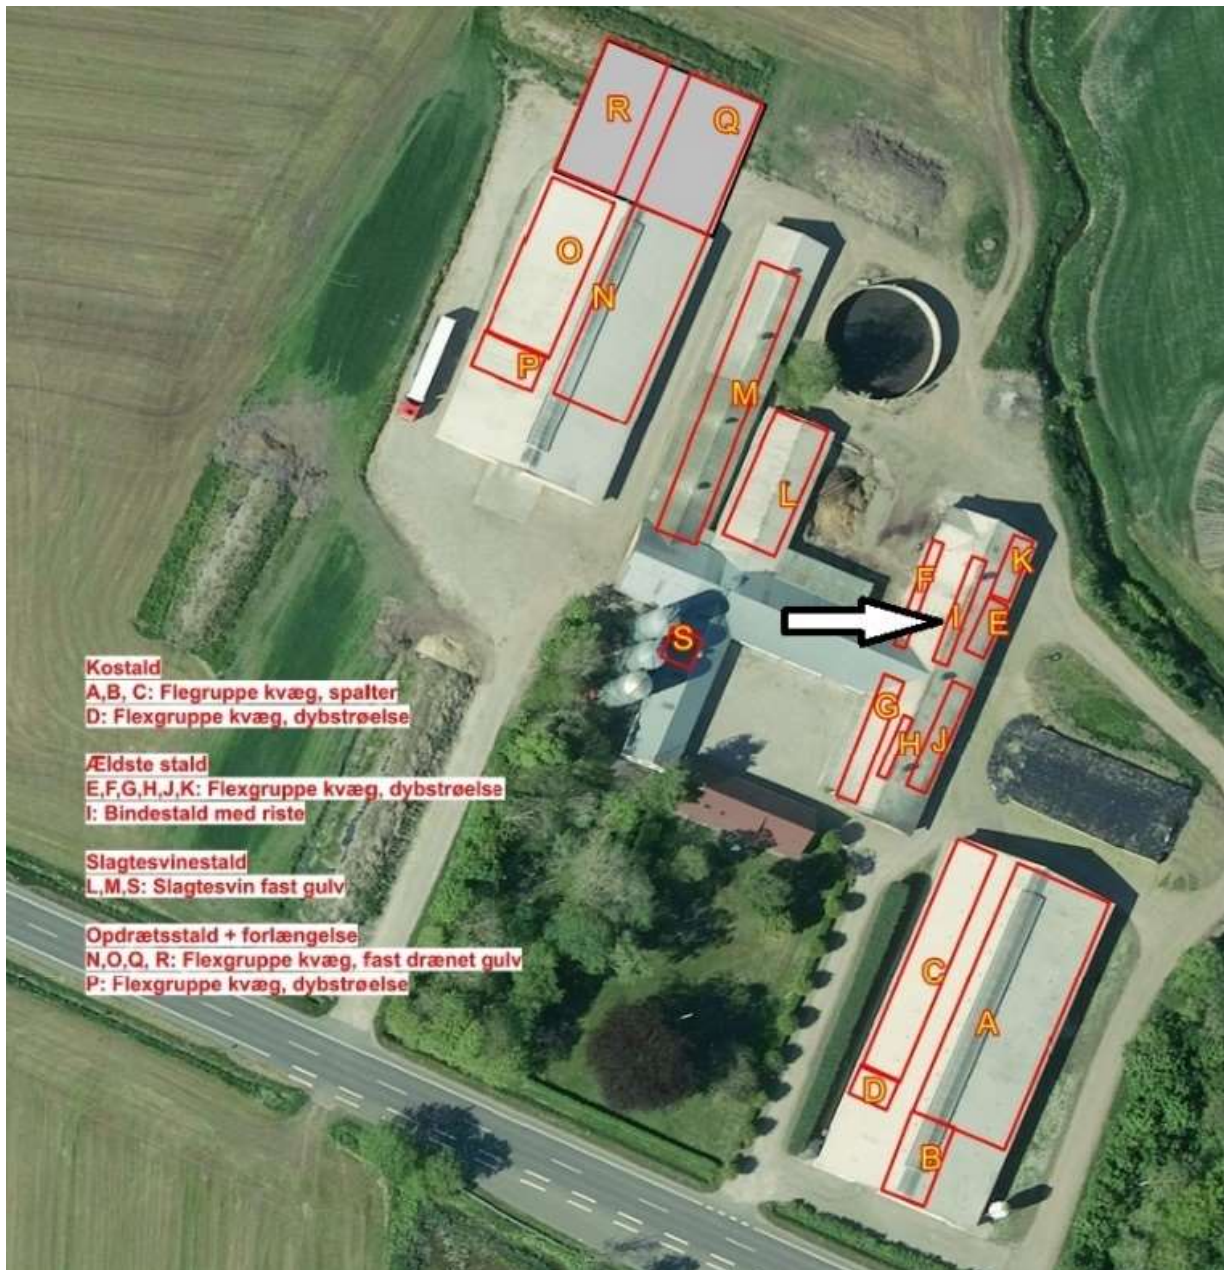 R
Q
O
N
P
M
L
K
F
I
E
S
G
H
J
C
A
D
B
Kostald
A,B, C: Flegruppe kvæg, spalter
D: Flexgruppe kvæg, dybstrøelse
Ældste stald
E,F,G,H,J,K: Flexgruppe kvæg, dybstrøelse
I: Bindestald med riste
Slagtesvinestald
L,M,S: Slagtesvin fast gulv
Opdrætsstald + forlængelse
N,O,Q, R: Flexgruppe kvæg, fast drænet gulv
P: Flexgruppe kvæg, dybstrøelse